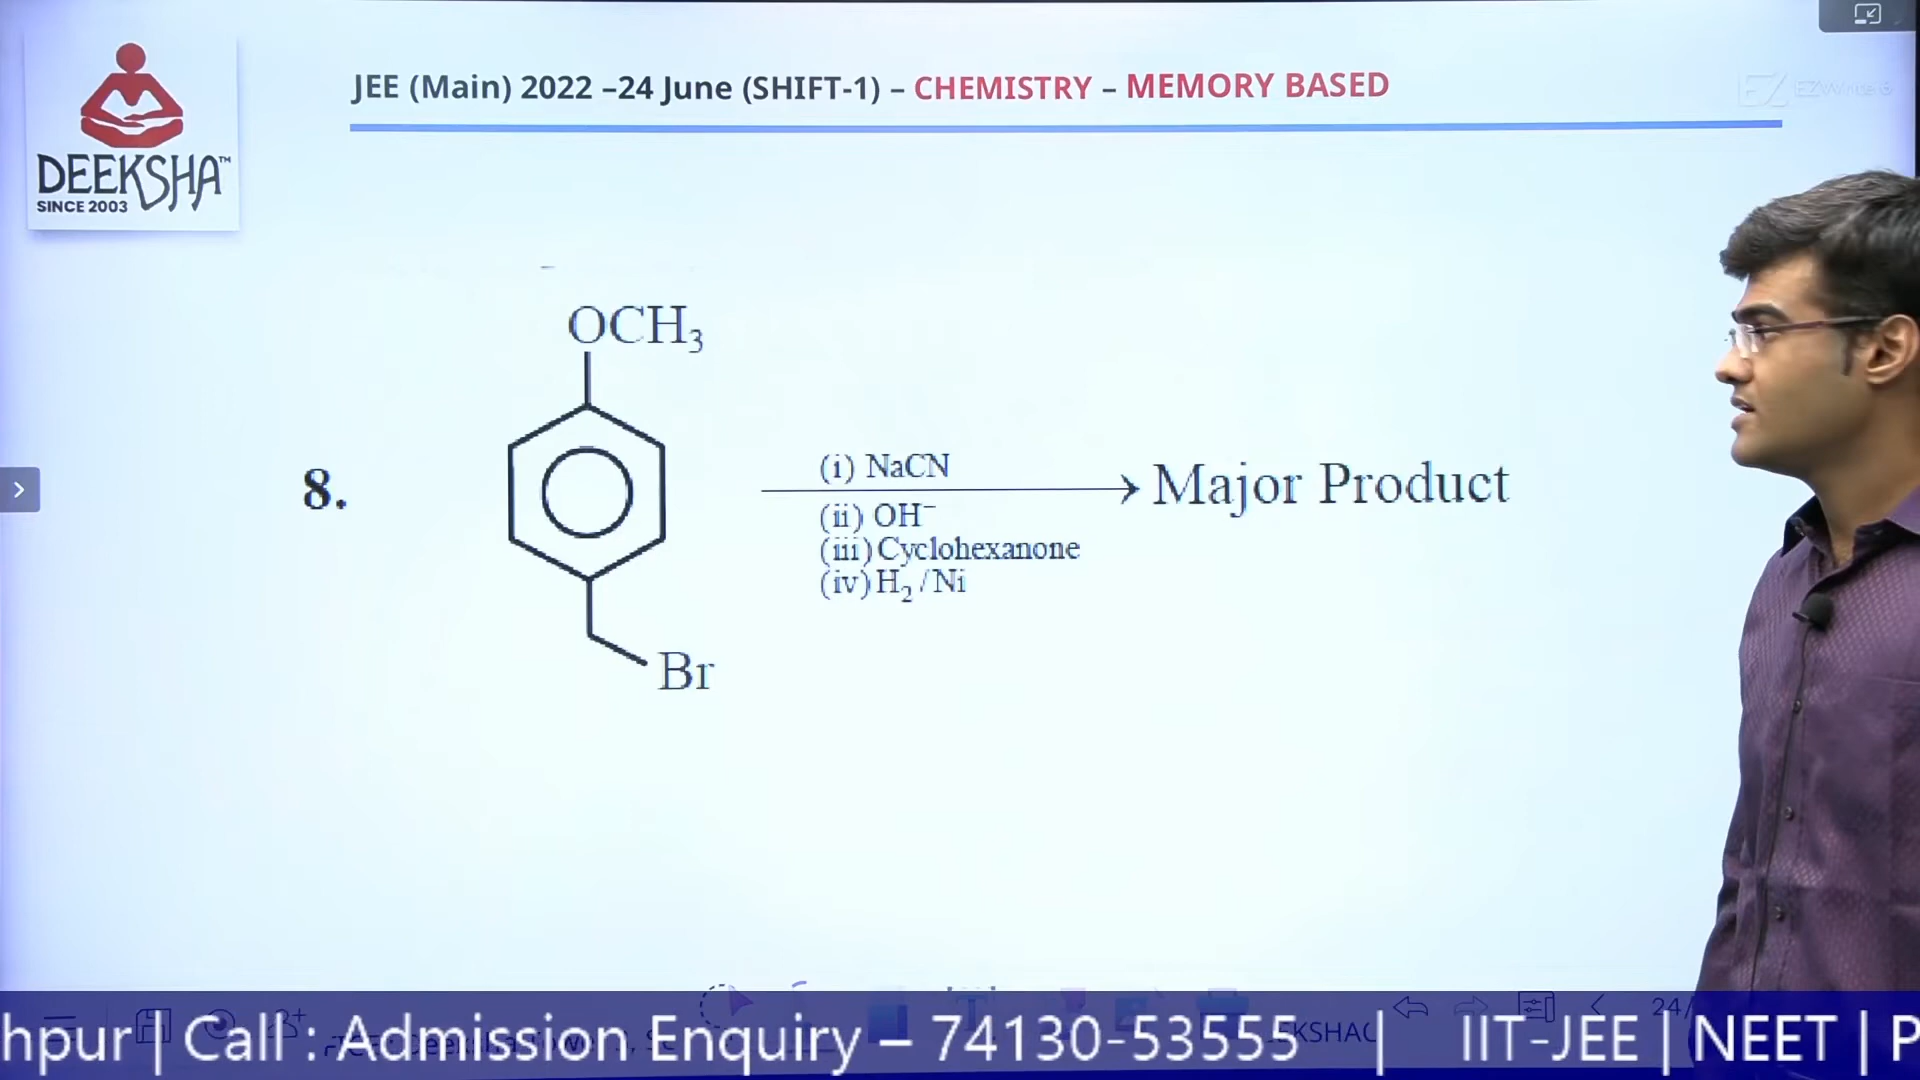 JEE (Main) 2022 –24 June (SHIFT-1) – CHEMISTRY – MEMORY BASED
DEEKSHA™
SINCE 2003
OCH₃
8.
(i) NaCN
(ii) OH⁻
(iii) Cyclohexanone
(iv) H₂/Ni
Major Product
Br
hpur | Call : Admission Enquiry – 74130-53555 | IIT-JEE | NEET | P